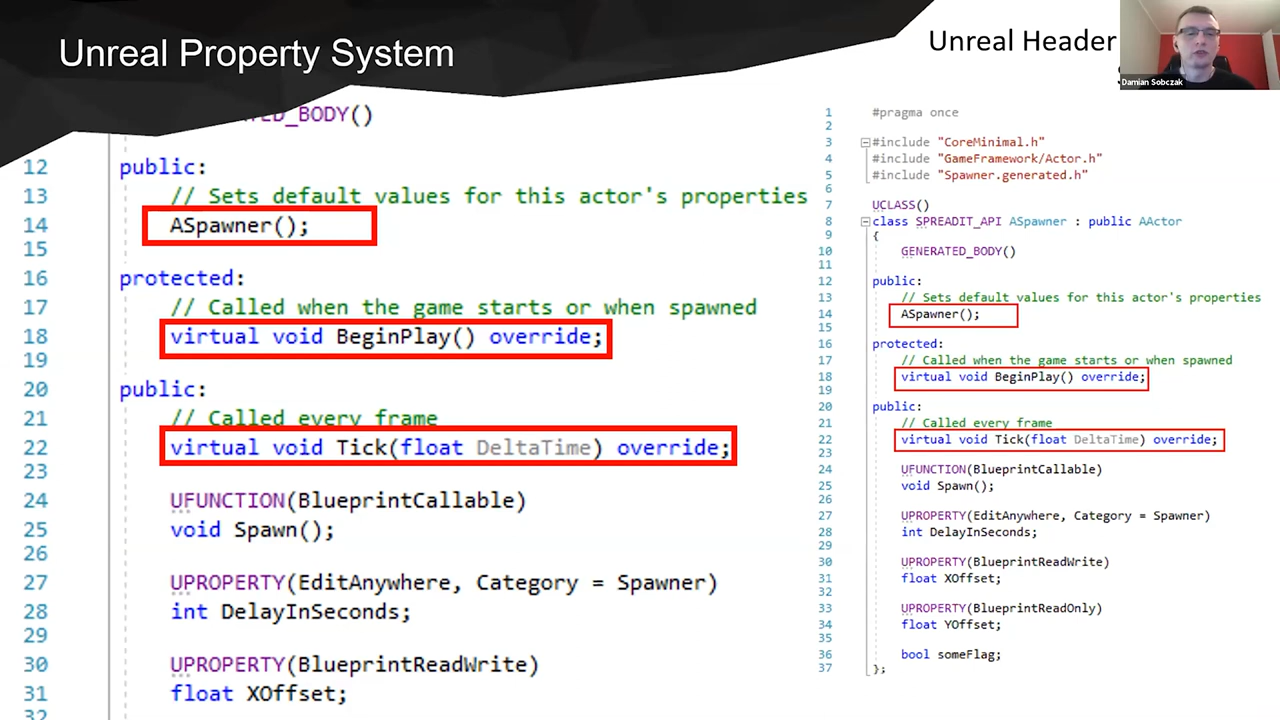 Unreal Property System
Unreal Header
Damian Sobczak
ED_BODY()
12 public:
13 // Sets default values for this actor's properties
14 ASpawner();
15
16 protected:
17 // Called when the game starts or when spawned
18 virtual void BeginPlay() override;
19
20 public:
21 // Called every frame
22 virtual void Tick(float DeltaTime) override;
23
24 UFUNCTION(BlueprintCallable)
25 void Spawn();
26
27 UPROPERTY(EditAnywhere, Category = Spawner)
28 int DelayInSeconds;
29
30 UPROPERTY(BlueprintReadWrite)
31 float XOffset;
32
1 #pragma once
2
3 #include "CoreMinimal.h"
4 #include "GameFramework/Actor.h"
5 #include "Spawner.generated.h"
6
7 UCLASS()
8 class SPREADIT_API ASpawner : public AActor
9 {
10 GENERATED_BODY()
11
12 public:
13 // Sets default values for this actor's properties
14 ASpawner();
15
16 protected:
17 // Called when the game starts or when spawned
18 virtual void BeginPlay() override;
19
20 public:
21 // Called every frame
22 virtual void Tick(float DeltaTime) override;
23
24 UFUNCTION(BlueprintCallable)
25 void Spawn();
26
27 UPROPERTY(EditAnywhere, Category = Spawner)
28 int DelayInSeconds;
29
30 UPROPERTY(BlueprintReadWrite)
31 float XOffset;
32
33 UPROPERTY(BlueprintReadOnly)
34 float YOffset;
35
36 bool someFlag;
37 };